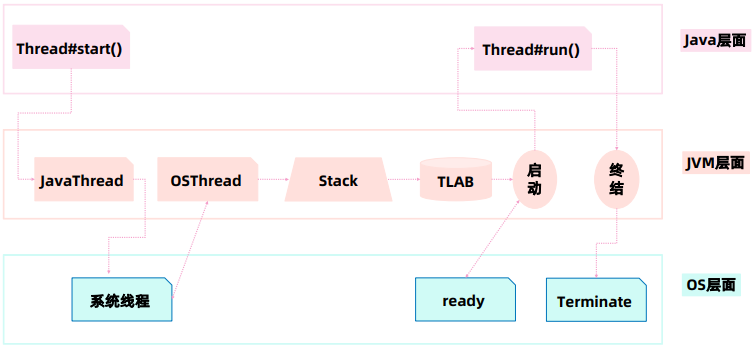 Thread#start()
Thread#run()
Java层面
JavaThread
OSThread
Stack
TLAB
启
动
终
结
JVM层面
系统线程
ready
Terminate
OS层面